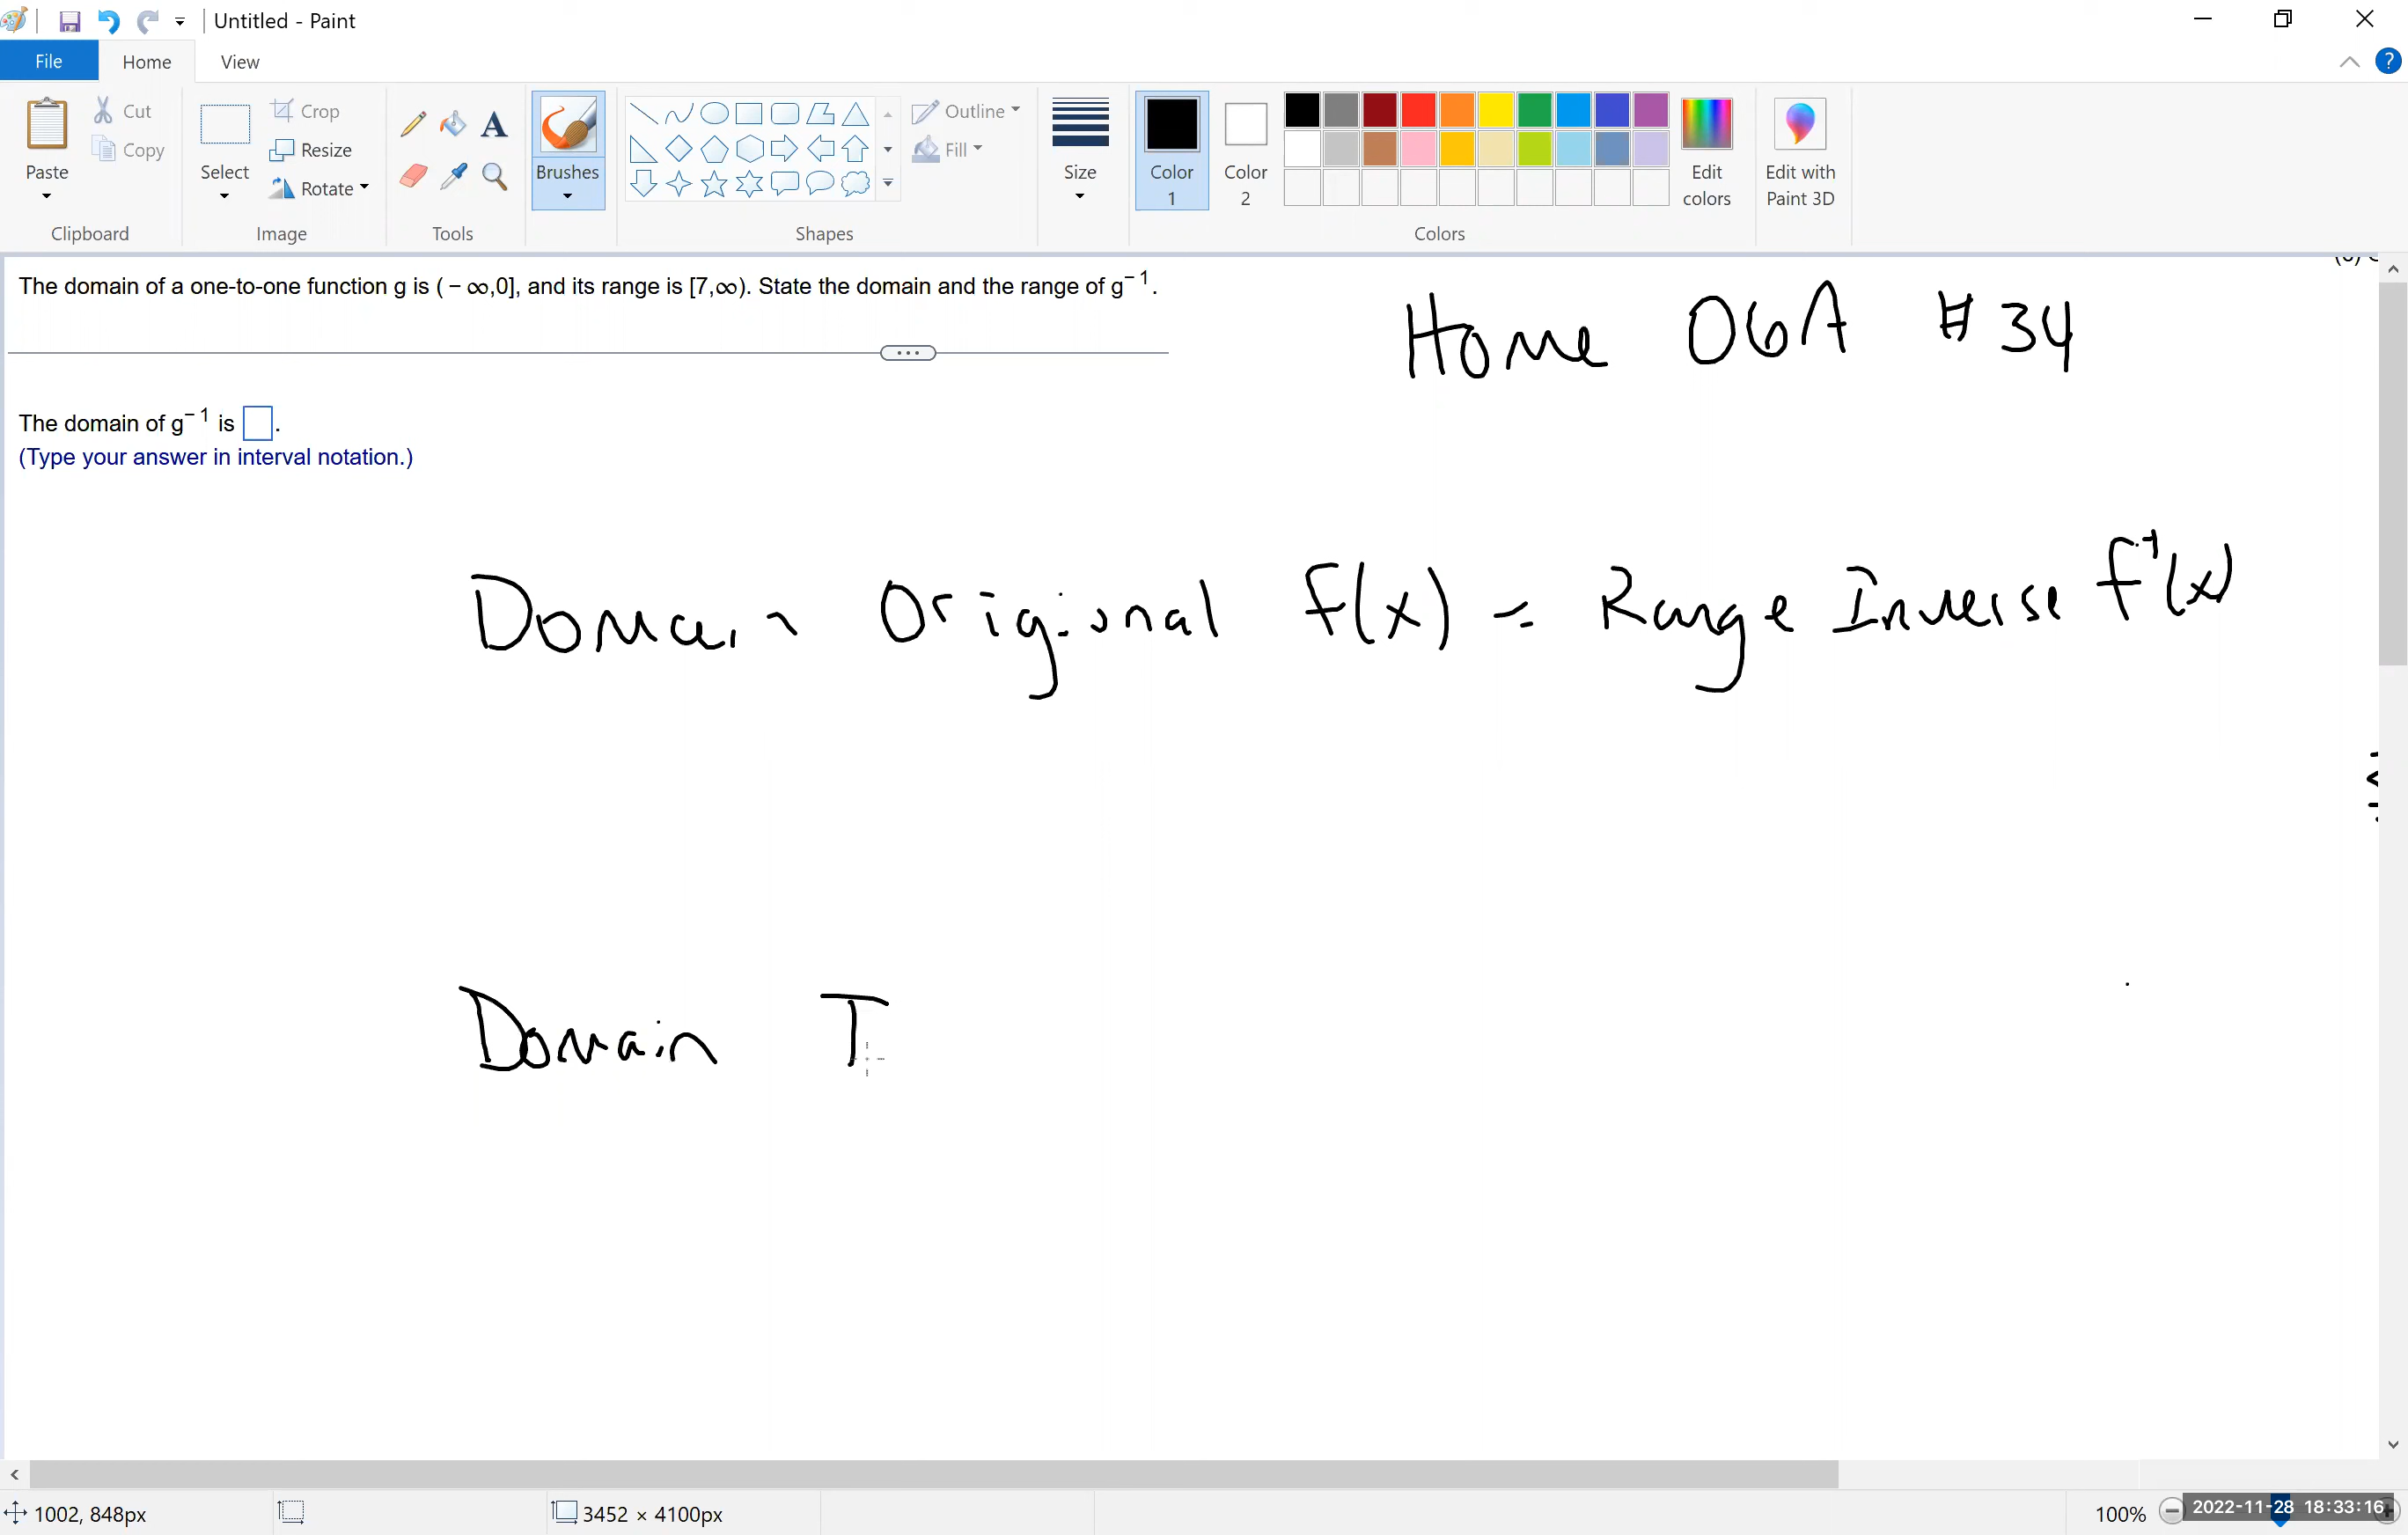 Untitled - Paint
File Home View
Paste
Cut
Copy
Clipboard
Select
Crop
Resize
Rotate
Image
A
Tools
Brushes
Shapes
Outline
Fill
Size
Color 1
Color 2
Colors
Edit colors
Edit with Paint 3D
?
The domain of a one-to-one function g is (−∞,0], and its range is [7,∞). State the domain and the range of g⁻¹.
Home 06A #34
The domain of g⁻¹ is □.
(Type your answer in interval notation.)
Domain Original f(x) = Range Inverse f⁻¹(x)
Domain I
1002, 848px
3452 × 4100px
100%
2022-11-28 18:33:16